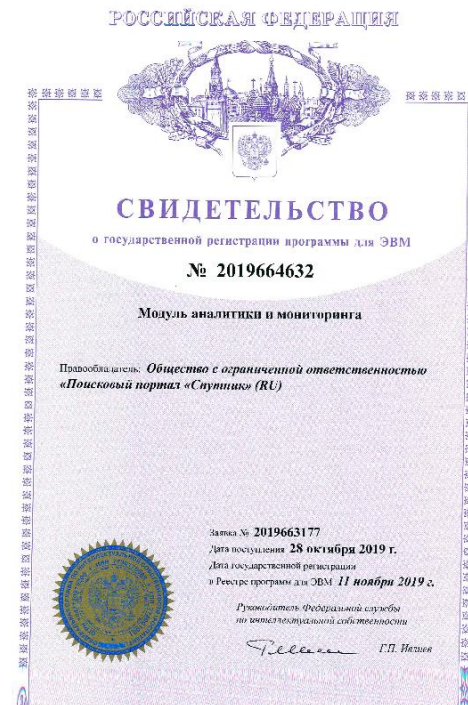 РОССИЙСКАЯ ФЕДЕРАЦИЯ
СВИДЕТЕЛЬСТВО
о государственной регистрации программы для ЭВМ
№ 2019664632
Модуль аналитики и мониторинга
Правообладатель: Общество с ограниченной ответственностью
«Поисковый портал «Спутник» (RU)
Заявка № 2019663177
Дата поступления 28 октября 2019 г.
Дата государственной регистрации
в Реестре программ для ЭВМ 11 ноября 2019 г.
Руководитель Федеральной службы
по интеллектуальной собственности
Г.П. Ивлиев